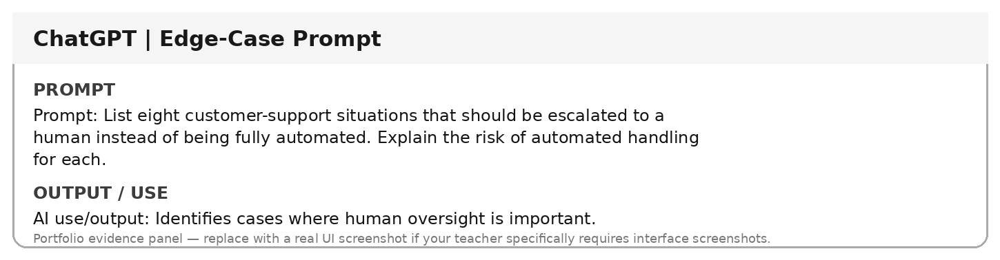 ChatGPT | Edge-Case Prompt
PROMPT
Prompt: List eight customer-support situations that should be escalated to a
human instead of being fully automated. Explain the risk of automated handling
for each.
OUTPUT / USE
AI use/output: Identifies cases where human oversight is important.
Portfolio evidence panel — replace with a real UI screenshot if your teacher specifically requires interface screenshots.